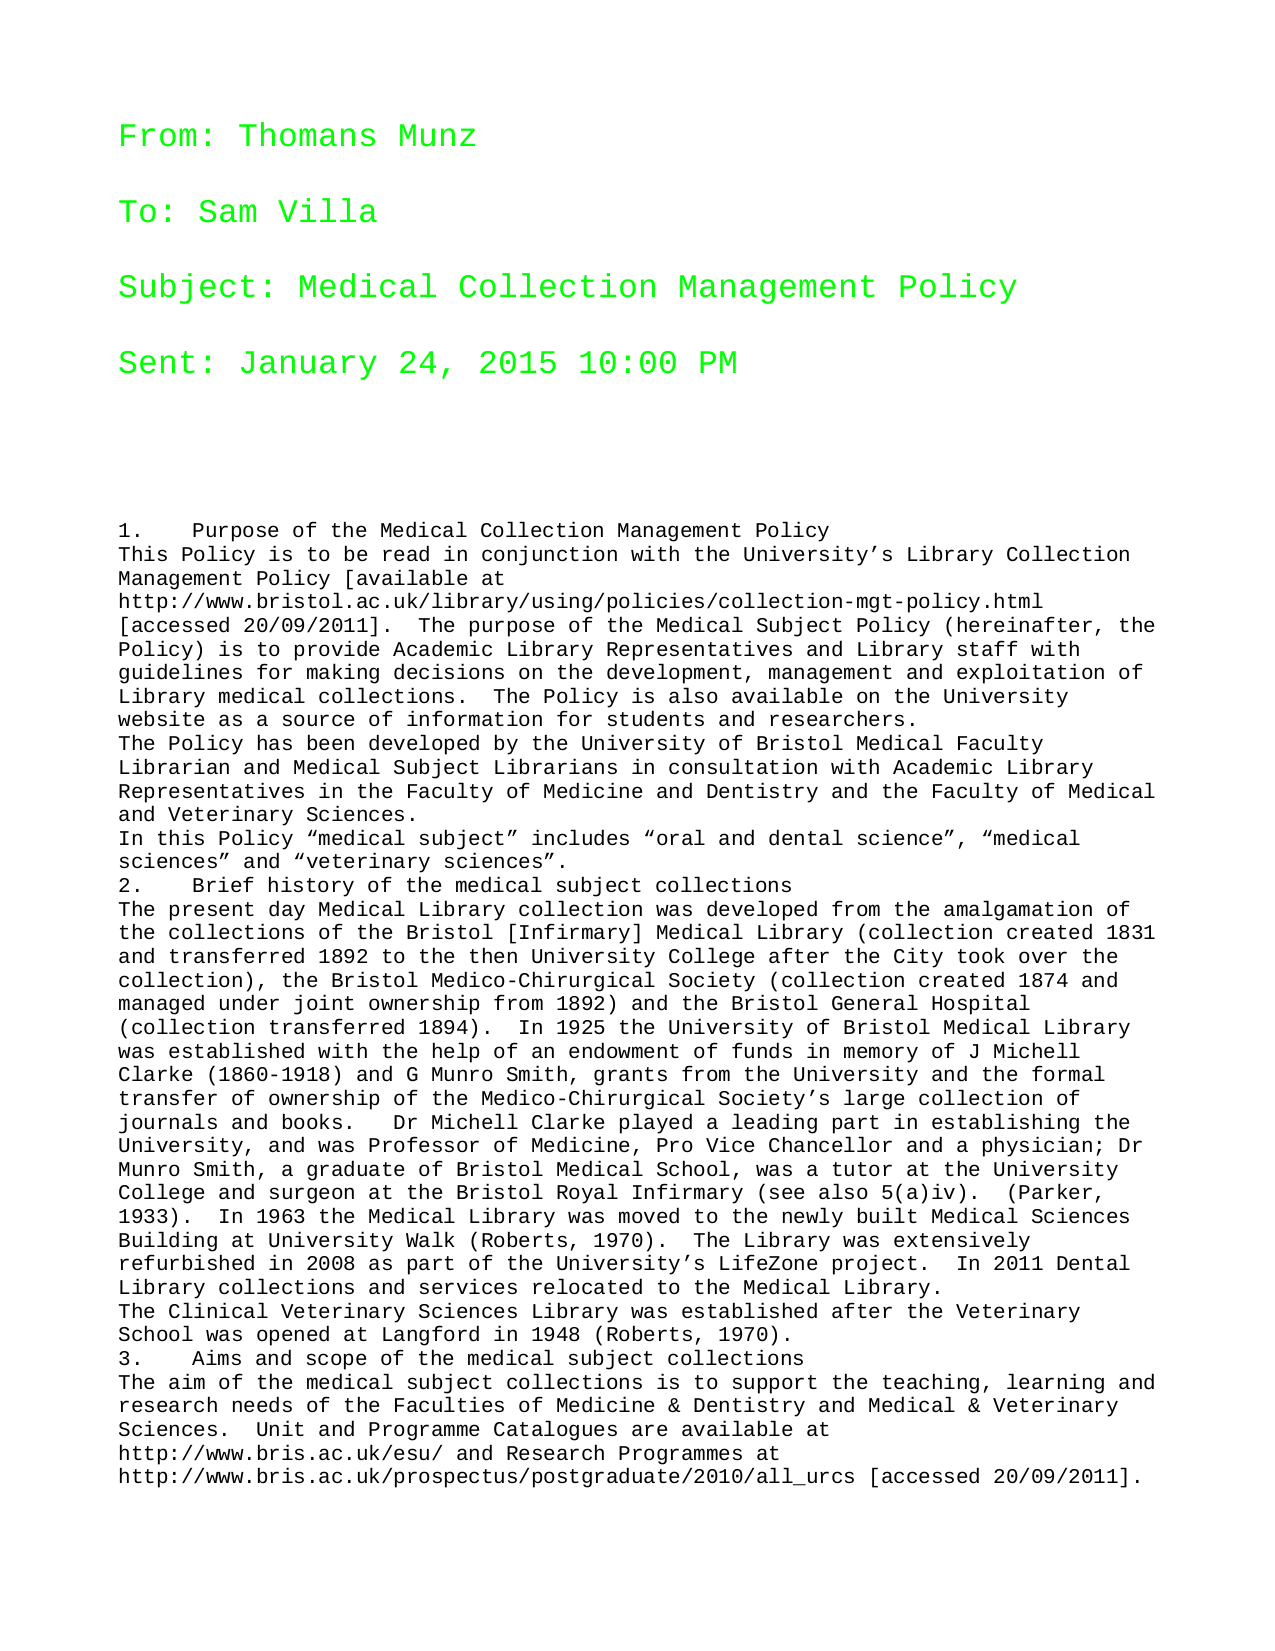 From: Thomans Munz
To: Sam Villa
Subject: Medical Collection Management Policy
Sent: January 24, 2015 10:00 PM
1. Purpose of the Medical Collection Management Policy
This Policy is to be read in conjunction with the University’s Library Collection
Management Policy [available at
http://www.bristol.ac.uk/library/using/policies/collection-mgt-policy.html
[accessed 20/09/2011]. The purpose of the Medical Subject Policy (hereinafter, the
Policy) is to provide Academic Library Representatives and Library staff with
guidelines for making decisions on the development, management and exploitation of
Library medical collections. The Policy is also available on the University
website as a source of information for students and researchers.
The Policy has been developed by the University of Bristol Medical Faculty
Librarian and Medical Subject Librarians in consultation with Academic Library
Representatives in the Faculty of Medicine and Dentistry and the Faculty of Medical
and Veterinary Sciences.
In this Policy “medical subject” includes “oral and dental science”, “medical
sciences” and “veterinary sciences”.
2. Brief history of the medical subject collections
The present day Medical Library collection was developed from the amalgamation of
the collections of the Bristol [Infirmary] Medical Library (collection created 1831
and transferred 1892 to the then University College after the City took over the
collection), the Bristol Medico-Chirurgical Society (collection created 1874 and
managed under joint ownership from 1892) and the Bristol General Hospital
(collection transferred 1894). In 1925 the University of Bristol Medical Library
was established with the help of an endowment of funds in memory of J Michell
Clarke (1860-1918) and G Munro Smith, grants from the University and the formal
transfer of ownership of the Medico-Chirurgical Society’s large collection of
journals and books. Dr Michell Clarke played a leading part in establishing the
University, and was Professor of Medicine, Pro Vice Chancellor and a physician; Dr
Munro Smith, a graduate of Bristol Medical School, was a tutor at the University
College and surgeon at the Bristol Royal Infirmary (see also 5(a)iv). (Parker,
1933). In 1963 the Medical Library was moved to the newly built Medical Sciences
Building at University Walk (Roberts, 1970). The Library was extensively
refurbished in 2008 as part of the University’s LifeZone project. In 2011 Dental
Library collections and services relocated to the Medical Library.
The Clinical Veterinary Sciences Library was established after the Veterinary
School was opened at Langford in 1948 (Roberts, 1970).
3. Aims and scope of the medical subject collections
The aim of the medical subject collections is to support the teaching, learning and
research needs of the Faculties of Medicine & Dentistry and Medical & Veterinary
Sciences. Unit and Programme Catalogues are available at
http://www.bris.ac.uk/esu/ and Research Programmes at
http://www.bris.ac.uk/prospectus/postgraduate/2010/all_urcs [accessed 20/09/2011].